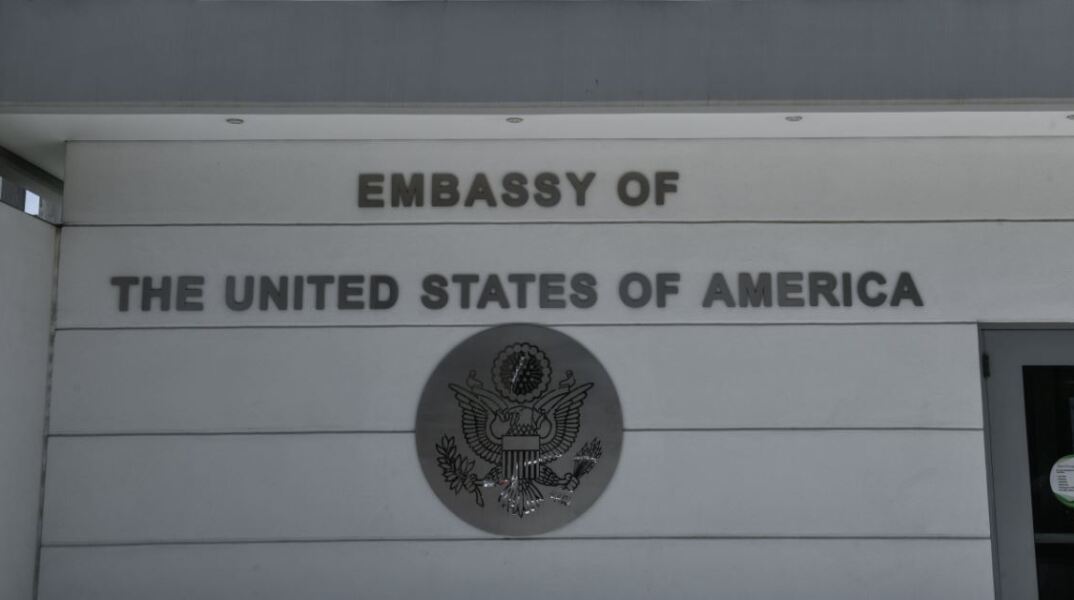 EMBASSY OF
THE UNITED STATES OF AMERICA